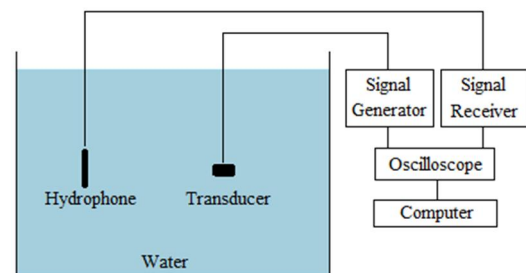 Signal
Generator
Signal
Receiver
Oscilloscope
Computer
Hydrophone
Transducer
Water